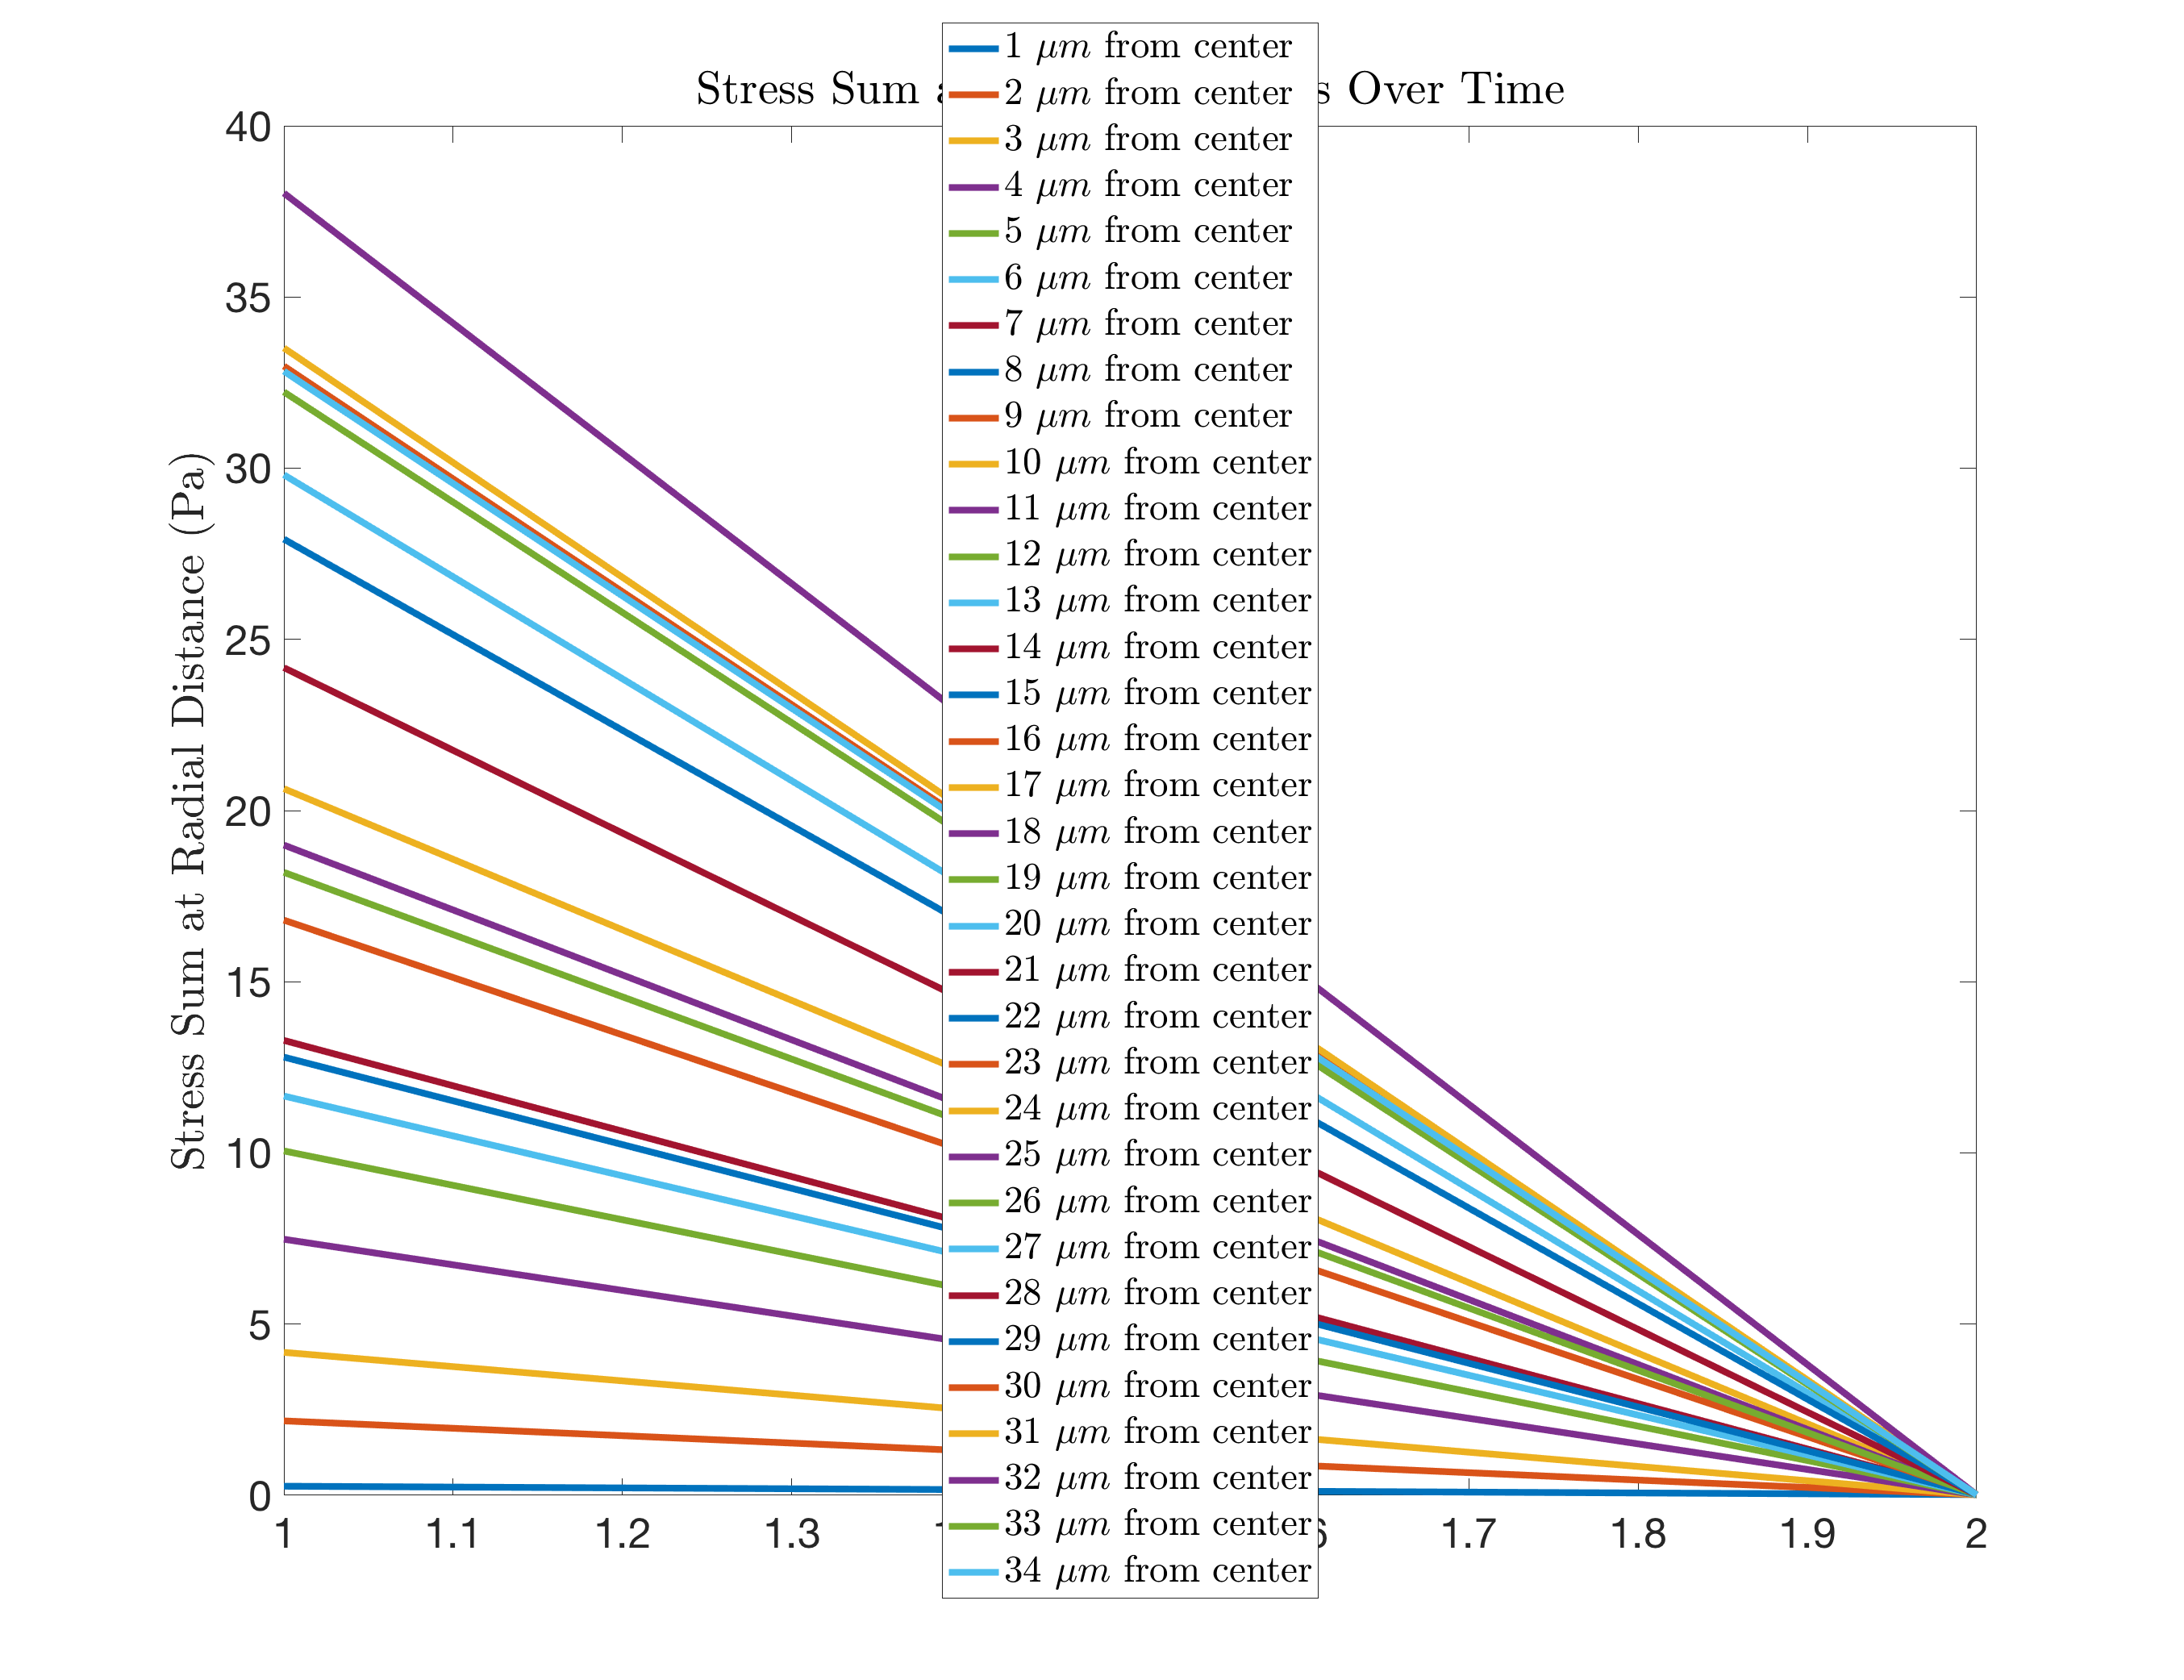 Stress Sum a
s Over Time
Stress Sum at Radial Distance (Pa)
40
35
30
25
20
15
10
5
0
1 1.1 1.2 1.3 1.7 1.8 1.9 2
1 μm from center
2 μm from center
3 μm from center
4 μm from center
5 μm from center
6 μm from center
7 μm from center
8 μm from center
9 μm from center
10 μm from center
11 μm from center
12 μm from center
13 μm from center
14 μm from center
15 μm from center
16 μm from center
17 μm from center
18 μm from center
19 μm from center
20 μm from center
21 μm from center
22 μm from center
23 μm from center
24 μm from center
25 μm from center
26 μm from center
27 μm from center
28 μm from center
29 μm from center
30 μm from center
31 μm from center
32 μm from center
33 μm from center
34 μm from center